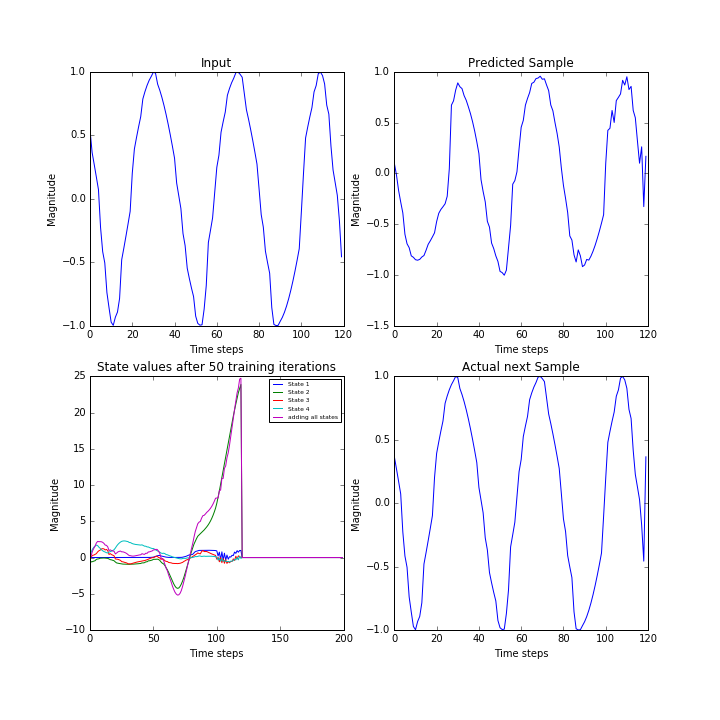 Input
1.0
0.5
0.0
−0.5
−1.0
Magnitude
0 20 40 60 80 100 120
Time steps
Predicted Sample
1.0
0.5
0.0
−0.5
−1.0
−1.5
Magnitude
0 20 40 60 80 100 120
Time steps
State values after 50 training iterations
25
20
15
10
5
0
−5
−10
Magnitude
0 50 100 150 200
Time steps
State 1
State 2
State 3
State 4
adding all states
Actual next Sample
1.0
0.5
0.0
−0.5
−1.0
Magnitude
0 20 40 60 80 100 120
Time steps